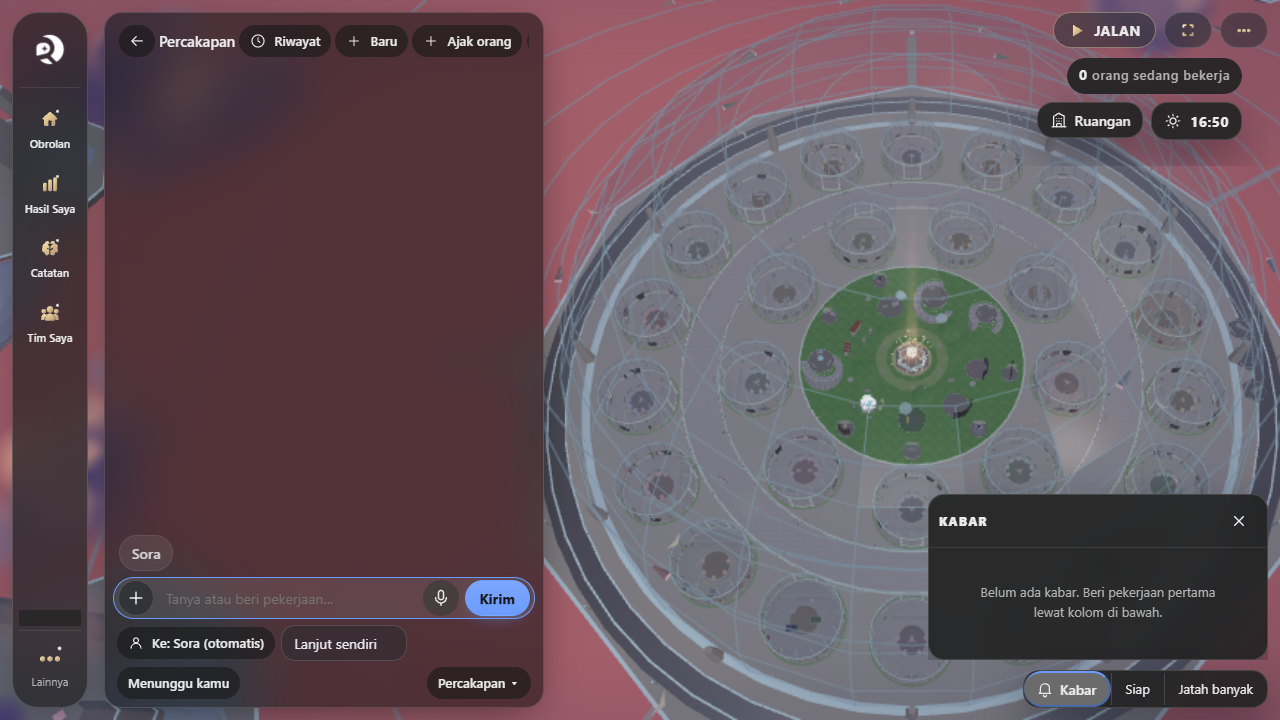 Percakapan
Riwayat
Baru
Ajak orang
JALAN
0 orang sedang bekerja
Ruangan
16:50
Obrolan
Hasil Saya
Catatan
Tim Saya
Lainnya
Sora
Tanya atau beri pekerjaan...
Kirim
Ke: Sora (otomatis)
Lanjut sendiri
Menunggu kamu
Percakapan
KABAR
Belum ada kabar. Beri pekerjaan pertama
lewat kolom di bawah.
Kabar
Siap
Jatah banyak